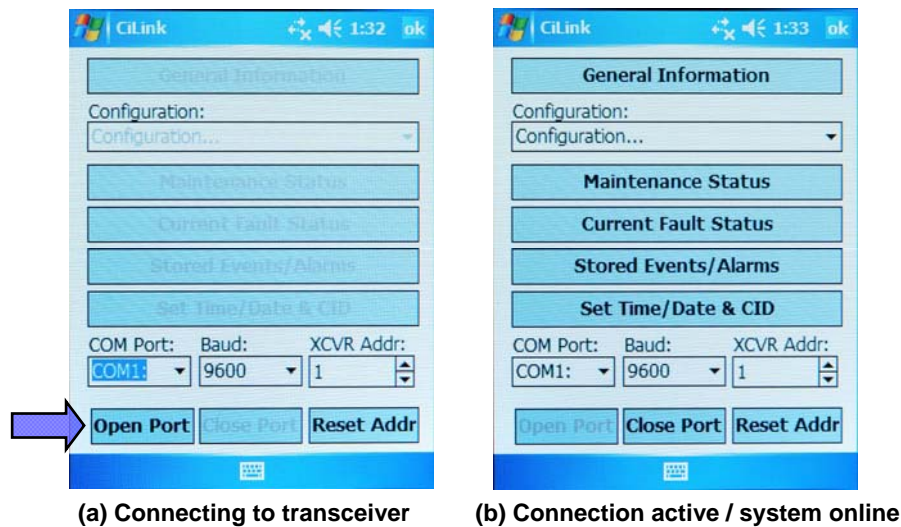 CiLink 1:32 ok
General Information
Configuration:
Configuration...
Maintenance Status
Current Fault Status
Stored Events/Alarms
Set Time/Date & CID
COM Port: Baud: XCVR Addr:
COM1: 9600 1
Open Port Close Port Reset Addr
(a) Connecting to transceiver
CiLink 1:33 ok
General Information
Configuration:
Configuration...
Maintenance Status
Current Fault Status
Stored Events/Alarms
Set Time/Date & CID
COM Port: Baud: XCVR Addr:
COM1: 9600 1
Open Port Close Port Reset Addr
(b) Connection active / system online